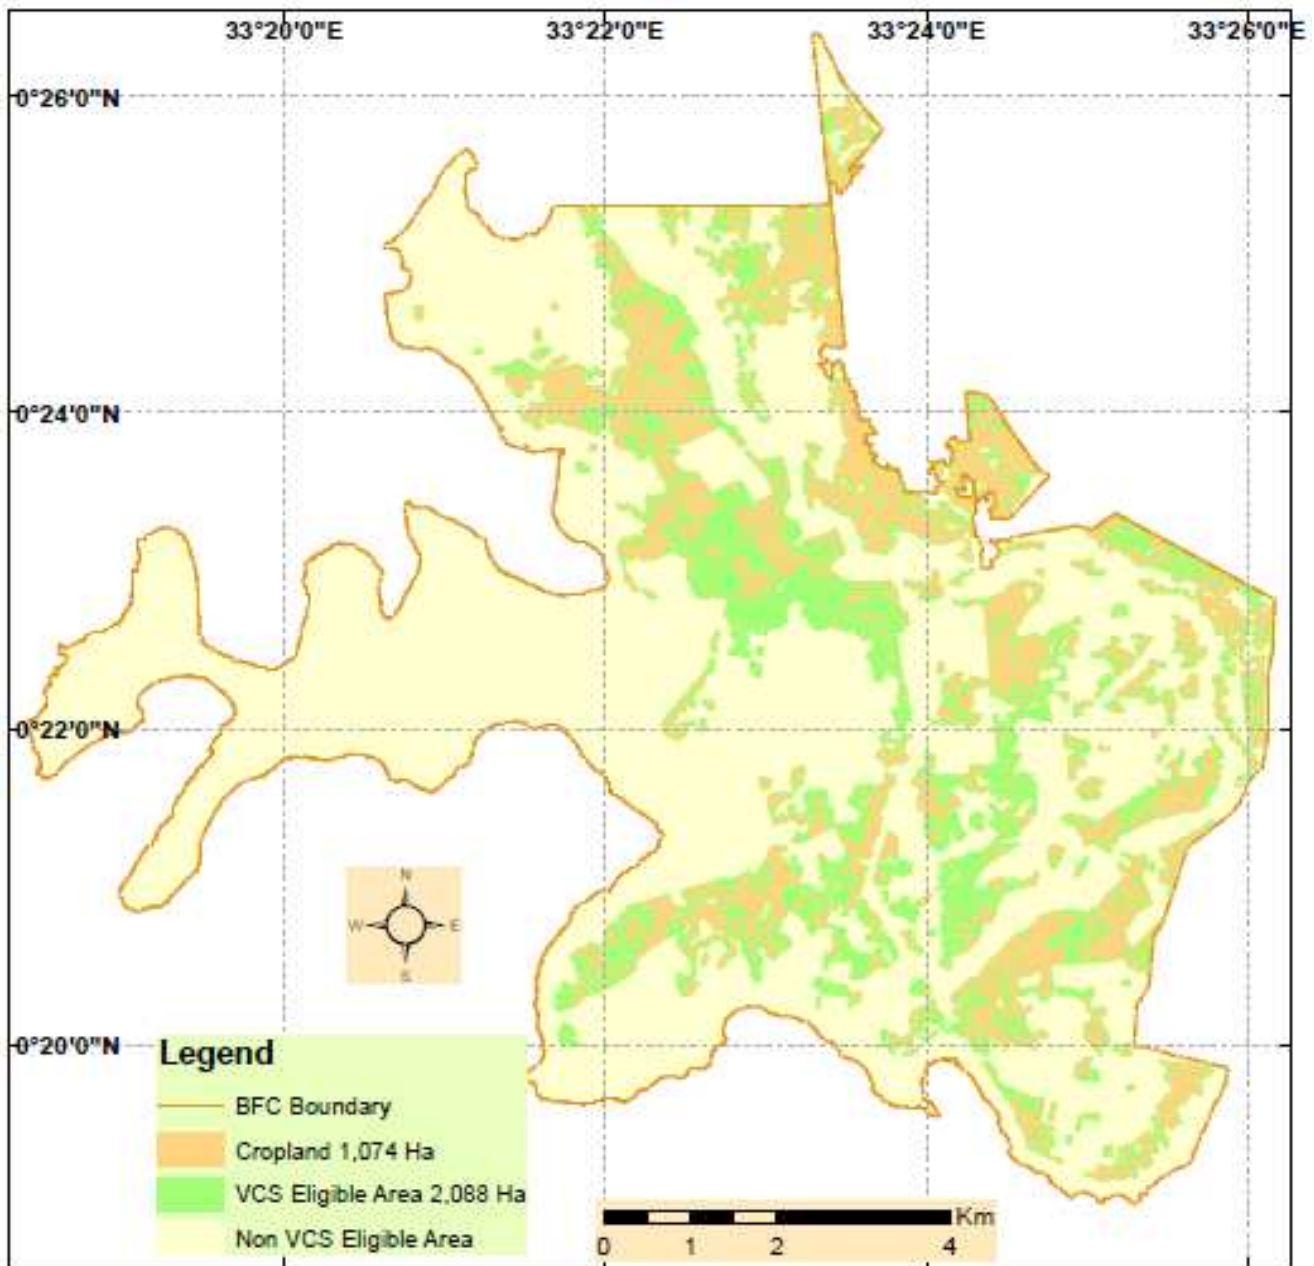 33°20'0"E 33°22'0"E 33°24'0"E 33°26'0"E
0°26'0"N
0°24'0"N
0°22'0"N
N
W E
S
0°20'0"N
Legend
BFC Boundary
Cropland 1,074 Ha
VCS Eligible Area 2,088 Ha
Non VCS Eligible Area
Km
0 1 2 4